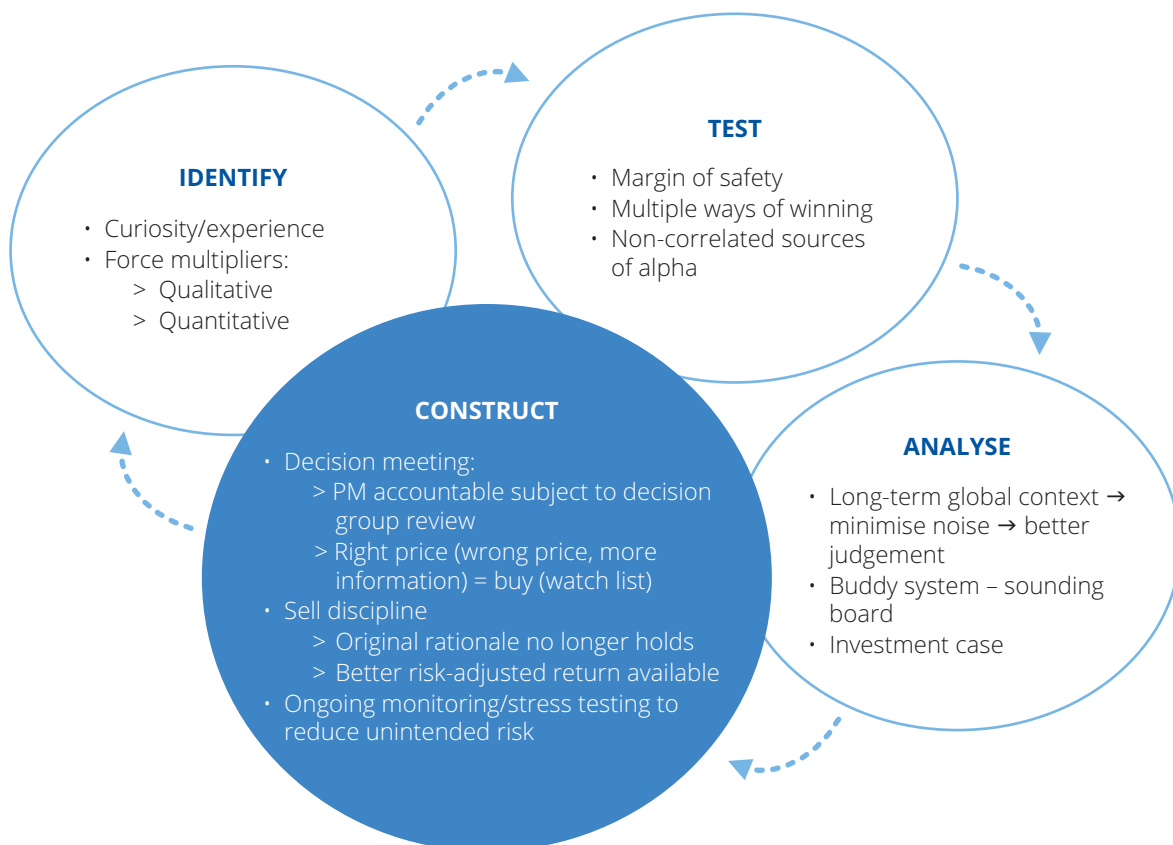 IDENTIFY
· Curiosity/experience
· Force multipliers:
> Qualitative
> Quantitative
TEST
· Margin of safety
· Multiple ways of winning
· Non-correlated sources
of alpha
ANALYSE
· Long-term global context →
minimise noise → better
judgement
· Buddy system – sounding
board
· Investment case
CONSTRUCT
· Decision meeting:
> PM accountable subject to decision
group review
> Right price (wrong price, more
information) = buy (watch list)
· Sell discipline
> Original rationale no longer holds
> Better risk-adjusted return available
· Ongoing monitoring/stress testing to
reduce unintended risk